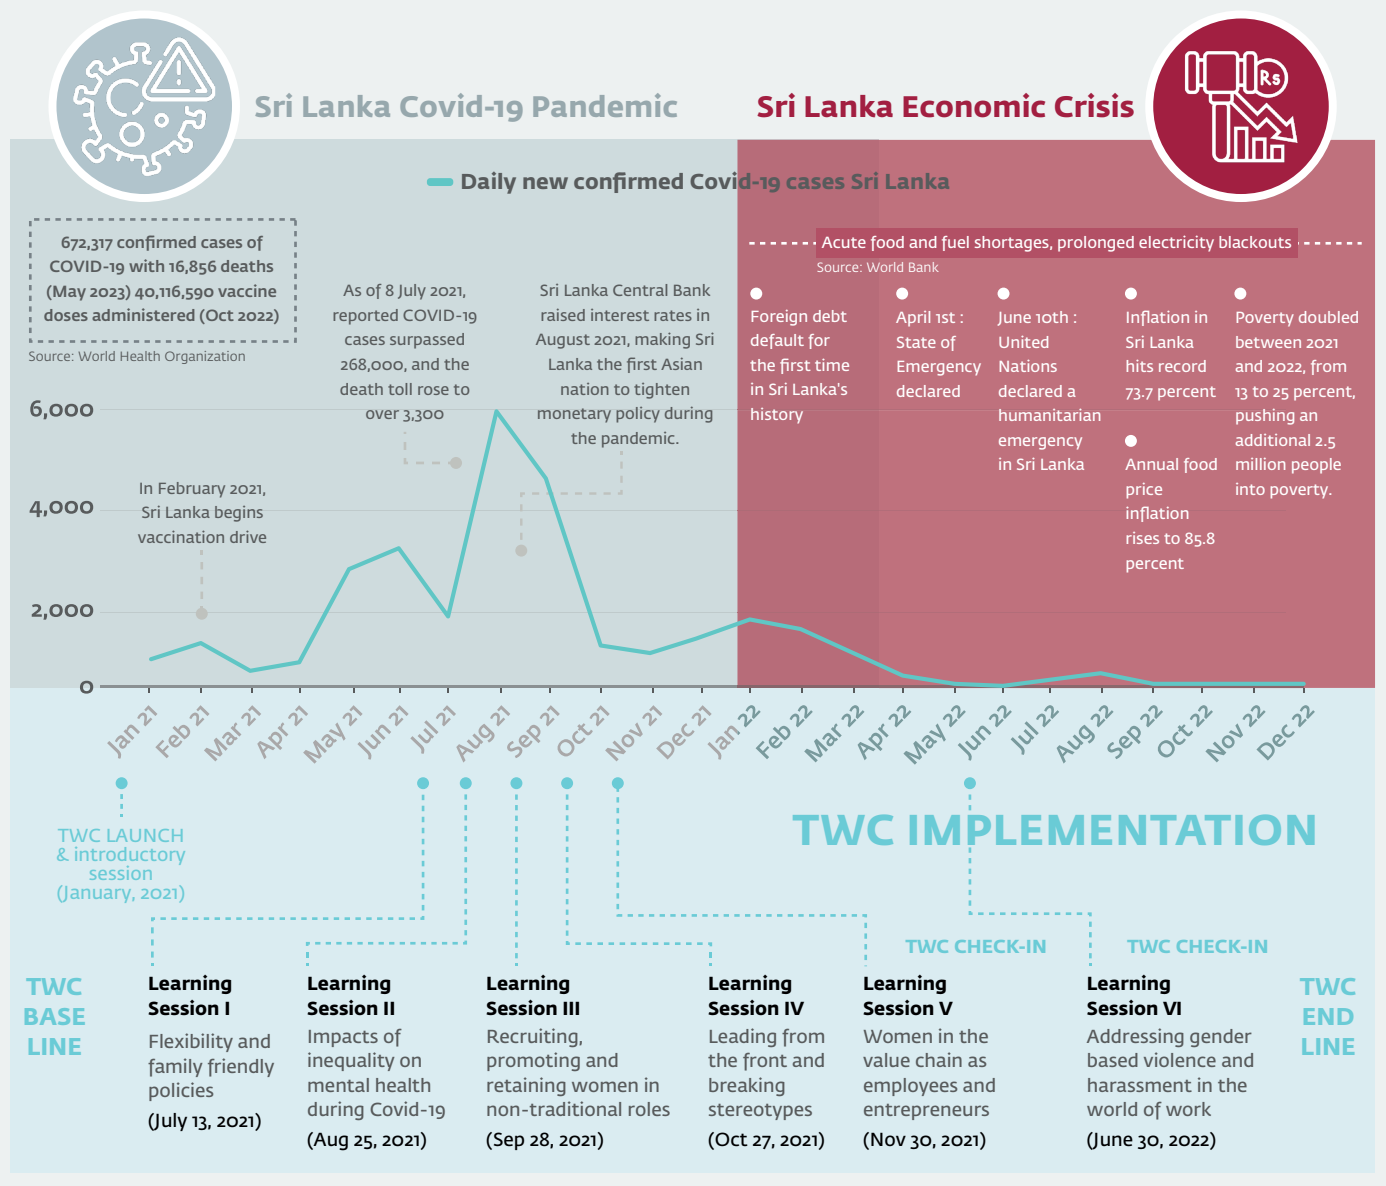 Sri Lanka Covid-19 Pandemic
Sri Lanka Economic Crisis
Rs
Daily new confirmed Covid-19 cases Sri Lanka
672,317 confirmed cases of
COVID-19 with 16,856 deaths
(May 2023) 40,116,590 vaccine
doses administered (Oct 2022)
Source: World Health Organization
In February 2021,
Sri Lanka begins
vaccination drive
As of 8 July 2021,
reported COVID-19
cases surpassed
268,000, and the
death toll rose to
over 3,300
Sri Lanka Central Bank
raised interest rates in
August 2021, making Sri
Lanka the first Asian
nation to tighten
monetary policy during
the pandemic.
Acute food and fuel shortages, prolonged electricity blackouts
Source: World Bank
Foreign debt
default for
the first time
in Sri Lanka's
history
April 1st :
State of
Emergency
declared
June 10th :
United
Nations
declared a
humanitarian
emergency
in Sri Lanka
Inflation in
Sri Lanka
hits record
73.7 percent
Annual food
price
inflation
rises to 85.8
percent
Poverty doubled
between 2021
and 2022, from
13 to 25 percent,
pushing an
additional 2.5
million people
into poverty.
6,000
4,000
2,000
0
Jan 21
Feb 21
Mar 21
Apr 21
May 21
Jun 21
Jul 21
Aug 21
Sep 21
Oct 21
Nov 21
Dec 21
Jan 22
Feb 22
Mar 22
Apr 22
May 22
Jun 22
Jul 22
Aug 22
Sep 22
Oct 22
Nov 22
Dec 22
TWC LAUNCH
& introductory
session
(January, 2021)
TWC IMPLEMENTATION
TWC CHECK-IN
TWC CHECK-IN
TWC
BASE
LINE
Learning
Session I
Flexibility and
family friendly
policies
(July 13, 2021)
Learning
Session II
Impacts of
inequality on
mental health
during Covid-19
(Aug 25, 2021)
Learning
Session III
Recruiting,
promoting and
retaining women in
non-traditional roles
(Sep 28, 2021)
Learning
Session IV
Leading from
the front and
breaking
stereotypes
(Oct 27, 2021)
Learning
Session V
Women in the
value chain as
employees and
entrepreneurs
(Nov 30, 2021)
Learning
Session VI
Addressing gender
based violence and
harassment in the
world of work
(June 30, 2022)
TWC
END
LINE